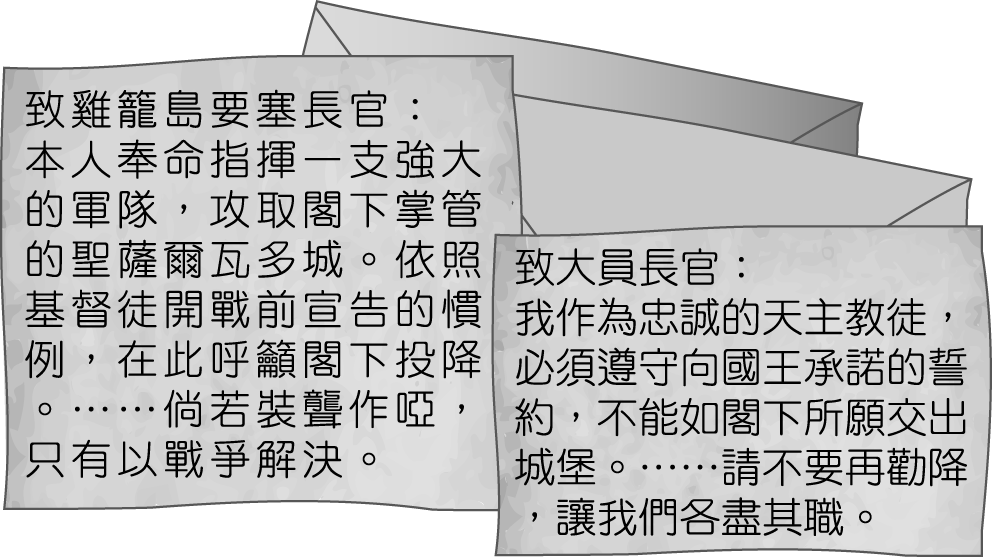 致雞籠島要塞長官：
本人奉命指揮一支強大
的軍隊，攻取閣下掌管
的聖薩爾瓦多城。依照
基督徒開戰前宣告的慣
例，在此呼籲閣下投降
。……倘若裝聾作啞，
只有以戰爭解決。
致大員長官：
我作為忠誠的天主教徒，
必須遵守向國王承諾的誓
約，不能如閣下所願交出
城堡。……請不要再勸降
，讓我們各盡其職。